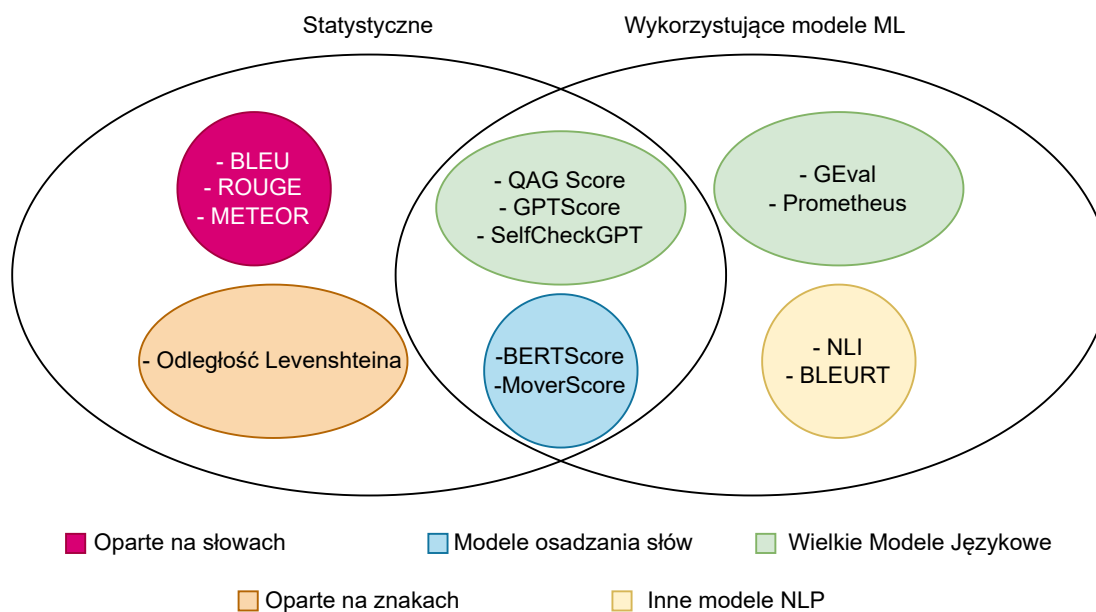 Statystyczne
Wykorzystujące modele ML
- BLEU
- ROUGE
- METEOR
- QAG Score
- GPTScore
- SelfCheckGPT
- GEval
- Prometheus
- Odległość Levenshteina
-BERTScore
-MoverScore
- NLI
- BLEURT
Oparte na słowach
Modele osadzania słów
Wielkie Modele Językowe
Oparte na znakach
Inne modele NLP